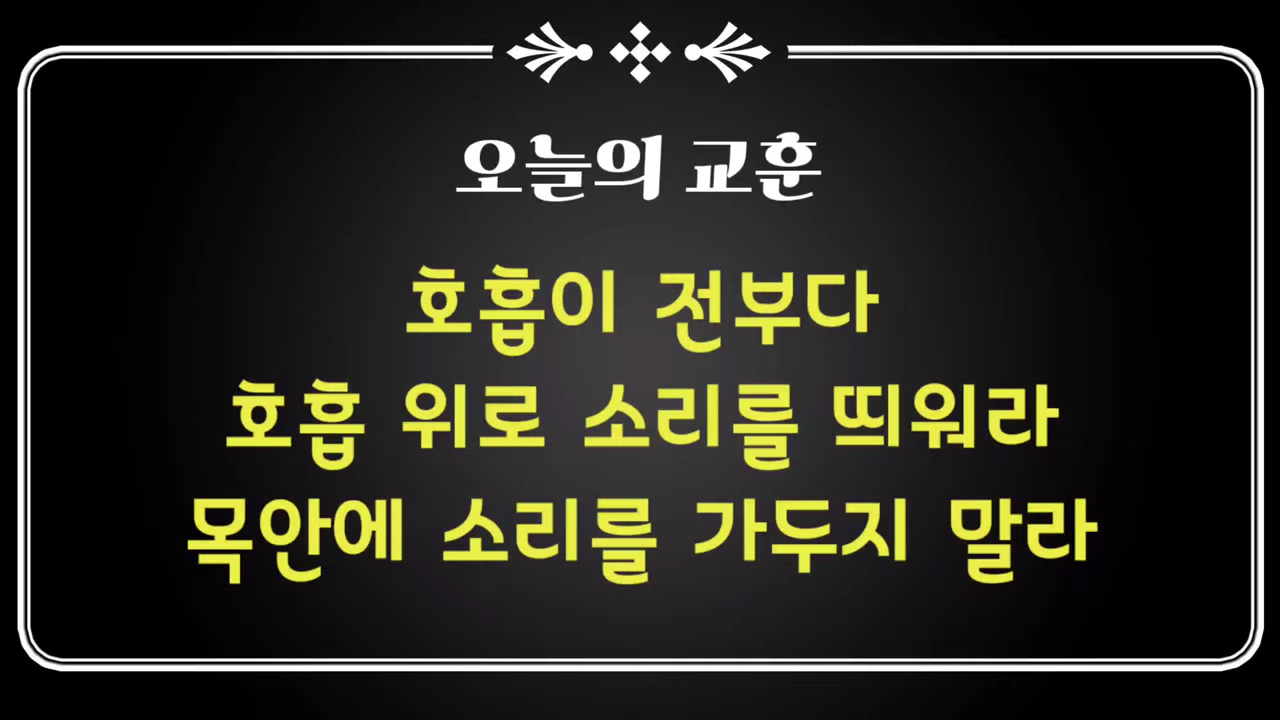 오늘의 교훈
호흡이 전부다
호흡 위로 소리를 띄워라
목안에 소리를 가두지 말라